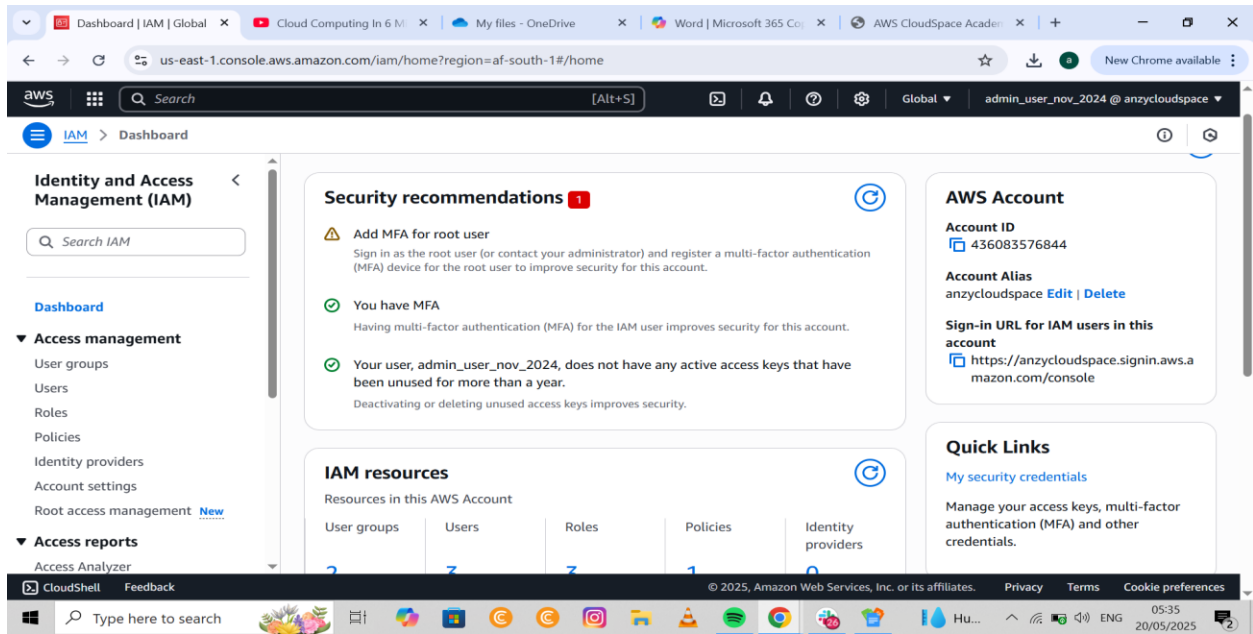 Dashboard | IAM | Global
Cloud Computing In 6 M
My files - OneDrive
Word | Microsoft 365 Co
AWS CloudSpace Academ
us-east-1.console.aws.amazon.com/iam/home?region=af-south-1#/home
a
New Chrome available
aws
Search
[Alt+S]
Global
admin_user_nov_2024 @ anzycloudspace
IAM > Dashboard
Identity and Access
Management (IAM)
Search IAM
Dashboard
Access management
User groups
Users
Roles
Policies
Identity providers
Account settings
Root access management New
Access reports
Access Analyzer
Security recommendations 1
Add MFA for root user
Sign in as the root user (or contact your administrator) and register a multi-factor authentication
(MFA) device for the root user to improve security for this account.
You have MFA
Having multi-factor authentication (MFA) for the IAM user improves security for this account.
Your user, admin_user_nov_2024, does not have any active access keys that have
been unused for more than a year.
Deactivating or deleting unused access keys improves security.
IAM resources
Resources in this AWS Account
User groups
Users
Roles
Policies
Identity
providers
AWS Account
Account ID
436083576844
Account Alias
anzycloudspace Edit | Delete
Sign-in URL for IAM users in this
account
https://anzycloudspace.signin.aws.a
mazon.com/console
Quick Links
My security credentials
Manage your access keys, multi-factor
authentication (MFA) and other
credentials.
CloudShell
Feedback
© 2025, Amazon Web Services, Inc. or its affiliates.
Privacy
Terms
Cookie preferences
Type here to search
26
Hu...
ENG
05:35
20/05/2025
2